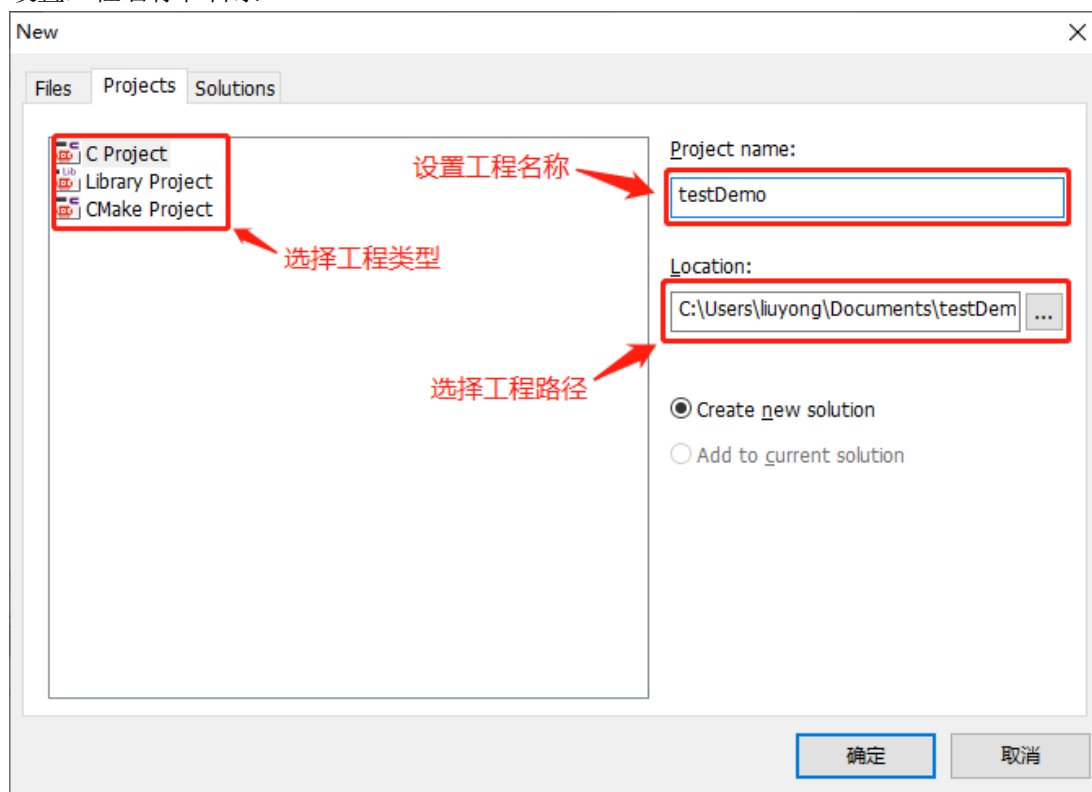 New
Files Projects Solutions
C Project
Library Project
CMake Project
设置工程名称
选择工程类型
选择工程路径
Project name:
testDemo
Location:
C:\Users\liuyong\Documents\testDem ...
Create new solution
Add to current solution
确定 取消